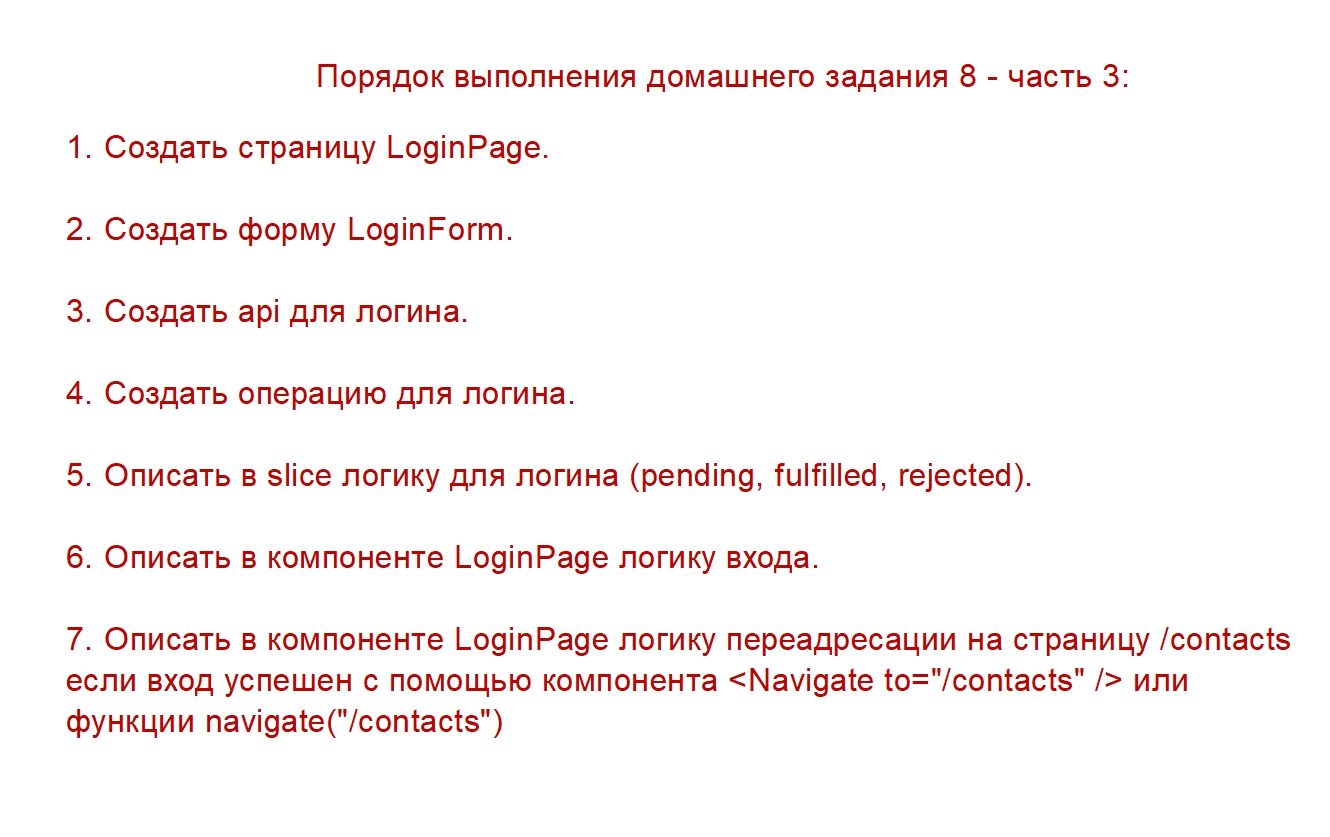 Порядок выполнения домашнего задания 8 - часть 3:
1. Создать страницу LoginPage.
2. Создать форму LoginForm.
3. Создать api для логина.
4. Создать операцию для логина.
5. Описать в slice логику для логина (pending, fulfilled, rejected).
6. Описать в компоненте LoginPage логику входа.
7. Описать в компоненте LoginPage логику переадресации на страницу /contacts
если вход успешен с помощью компонента <Navigate to="/contacts" /> или
функции navigate("/contacts")